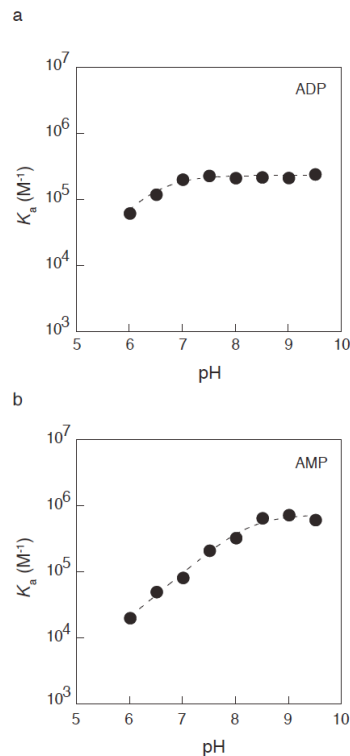 a
10⁷
ADP
10⁶
10⁵
Kₐ (M⁻¹)
10⁴
10³
5 6 7 8 9 10
pH
b
10⁷
AMP
10⁶
10⁵
Kₐ (M⁻¹)
10⁴
10³
5 6 7 8 9 10
pH